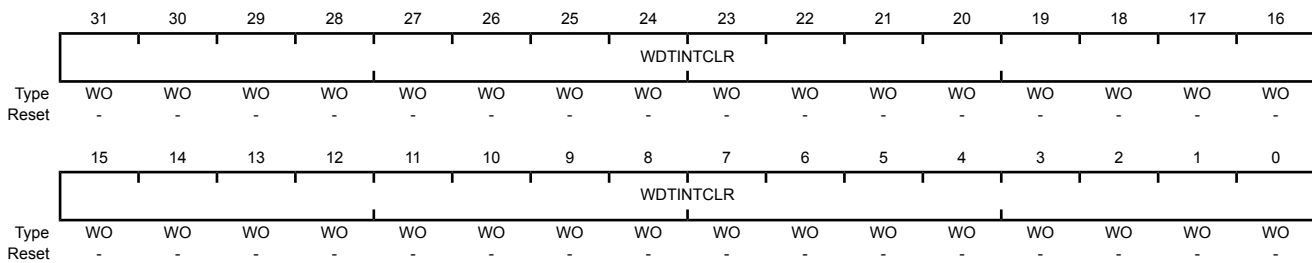 31 30 29 28 27 26 25 24 23 22 21 20 19 18 17 16
WDTINTCLR
Type WO WO WO WO WO WO WO WO WO WO WO WO WO WO WO WO
Reset - - - - - - - - - - - - - - - -
15 14 13 12 11 10 9 8 7 6 5 4 3 2 1 0
WDTINTCLR
Type WO WO WO WO WO WO WO WO WO WO WO WO WO WO WO WO
Reset - - - - - - - - - - - - - - - -